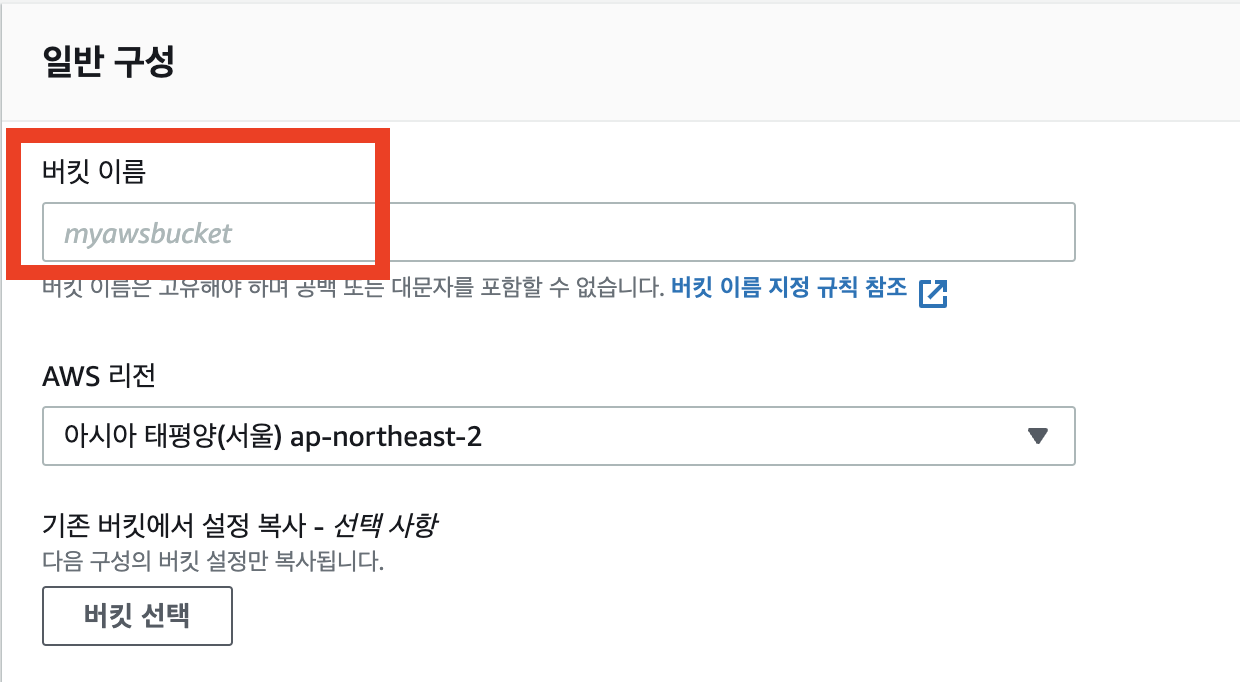 일반 구성
버킷 이름
myawsbucket
버킷 이름은 고유해야 하며 공백 또는 대문자를 포함할 수 없습니다. 버킷 이름 지정 규칙 참조
AWS 리전
아시아 태평양(서울) ap-northeast-2
기존 버킷에서 설정 복사 - 선택 사항
다음 구성의 버킷 설정만 복사됩니다.
버킷 선택